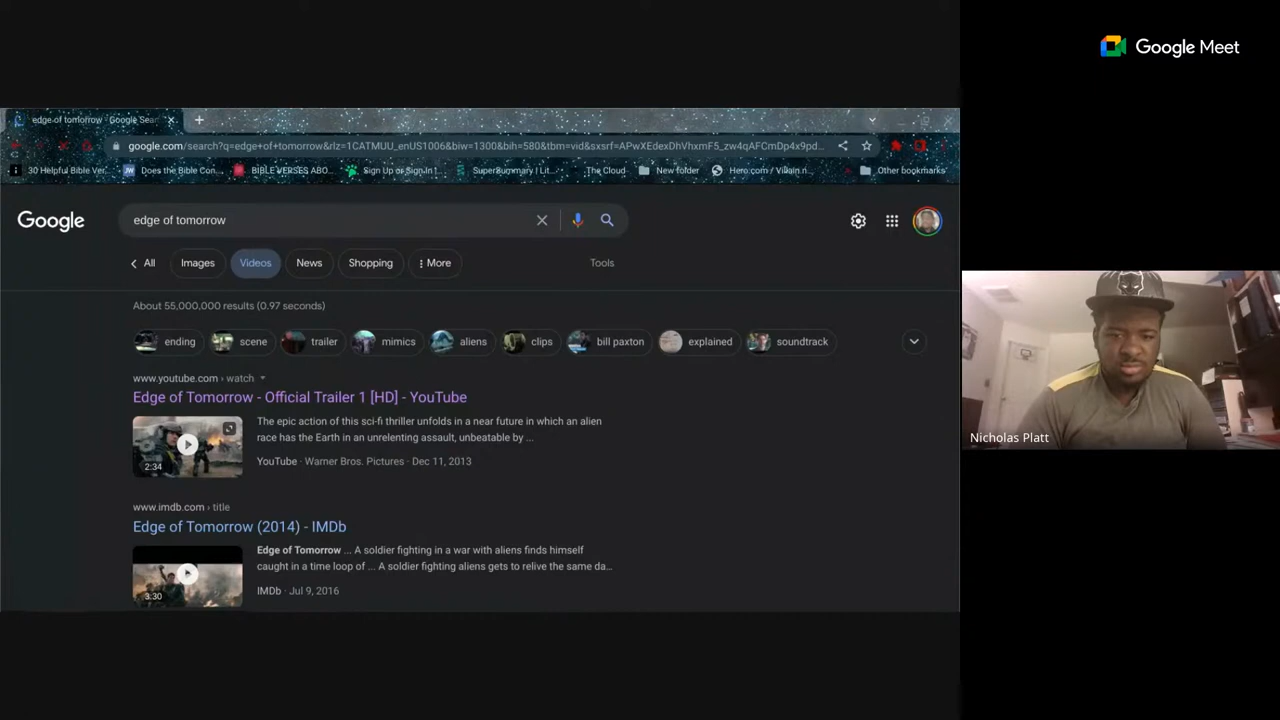 Google Meet
edge of tomorrow - Google Sear
google.com/search?q=edge+of+tomorrow&rlz=1CATMUU_enUS1006&biw=1300&bih=580&tbm=vid&sxsrf=APwXEdexDhVhxmF5_zw4qAFCmDp4x9pd...
30 Helpful Bible Ver... Does the Bible Con... BIBLE VERSES ABO... Sign Up or Sign In |... SuperSummary | Lit... The Cloud New folder Hero.com / Villain.n... » Other bookmarks
Google edge of tomorrow
All Images Videos News Shopping More Tools
About 55,000,000 results (0.97 seconds)
ending scene trailer mimics aliens clips bill paxton explained soundtrack
www.youtube.com › watch
Edge of Tomorrow - Official Trailer 1 [HD] - YouTube
The epic action of this sci-fi thriller unfolds in a near future in which an alien
race has the Earth in an unrelenting assault, unbeatable by ...
2:34
YouTube · Warner Bros. Pictures · Dec 11, 2013
www.imdb.com › title
Edge of Tomorrow (2014) - IMDb
Edge of Tomorrow ... A soldier fighting in a war with aliens finds himself
caught in a time loop of ... A soldier fighting aliens gets to relive the same da...
3:30
IMDb · Jul 9, 2016
Nicholas Platt